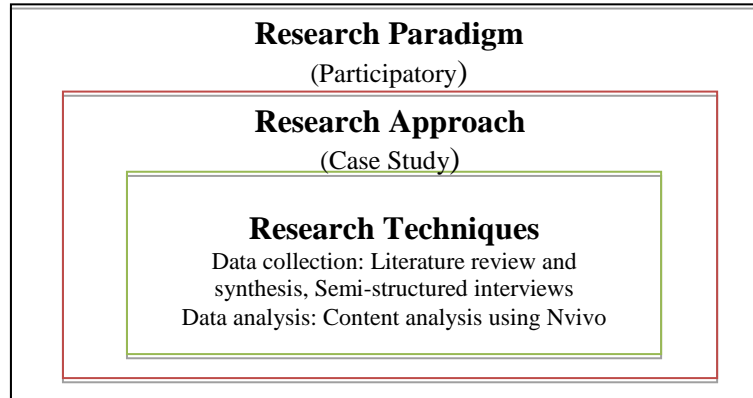 Research Paradigm
(Participatory)
Research Approach
(Case Study)
Research Techniques
Data collection: Literature review and
synthesis, Semi-structured interviews
Data analysis: Content analysis using Nvivo